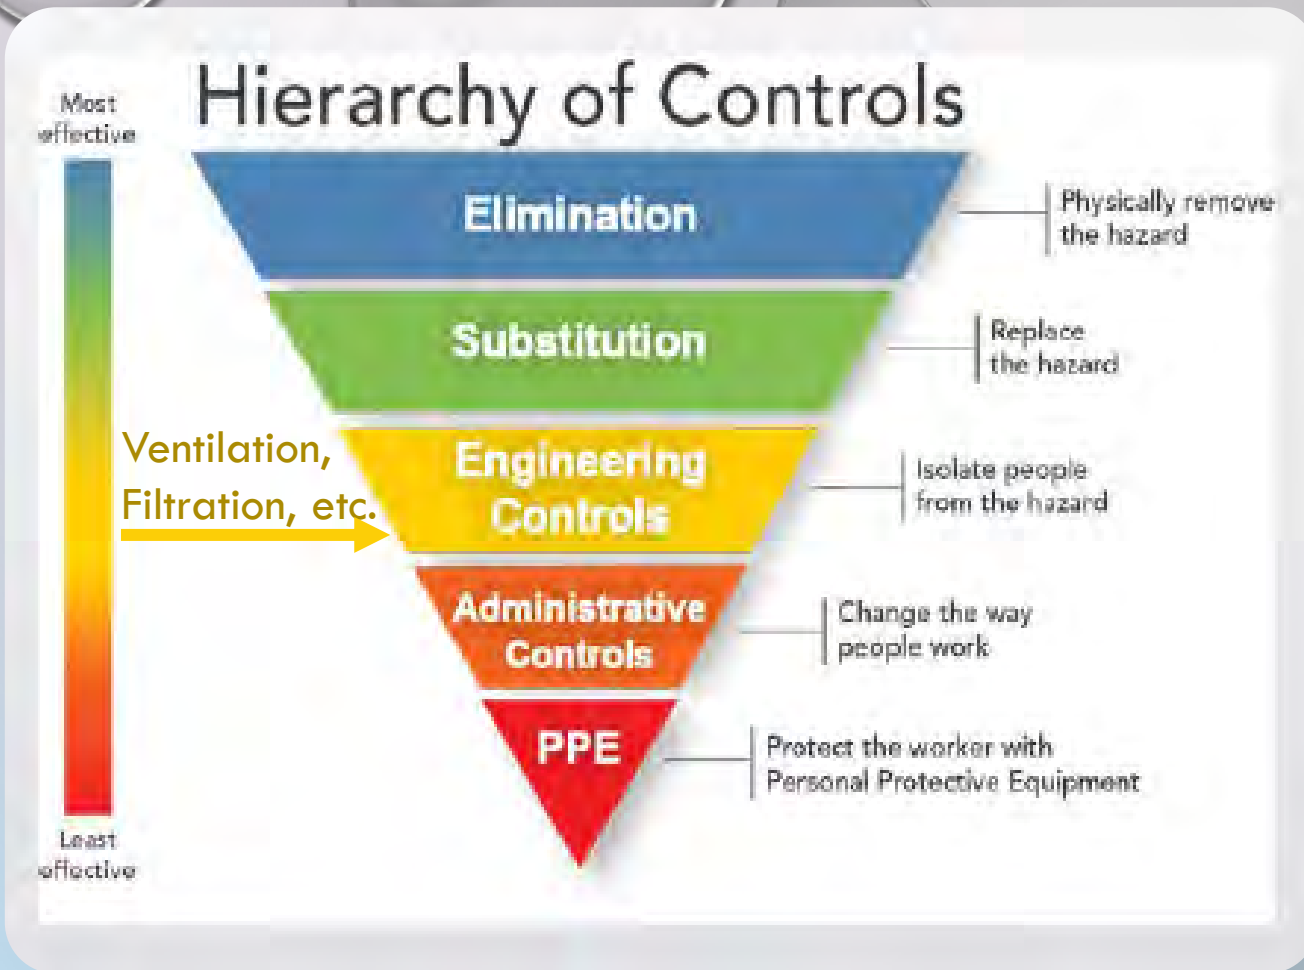 Hierarchy of Controls
Most
effective
Elimination
Physically remove
the hazard
Substitution
Replace
the hazard
Ventilation,
Filtration, etc.
Engineering
Controls
Isolate people
from the hazard
Administrative
Controls
Change the way
people work
PPE
Protect the worker with
Personal Protective Equipment
Least
effective